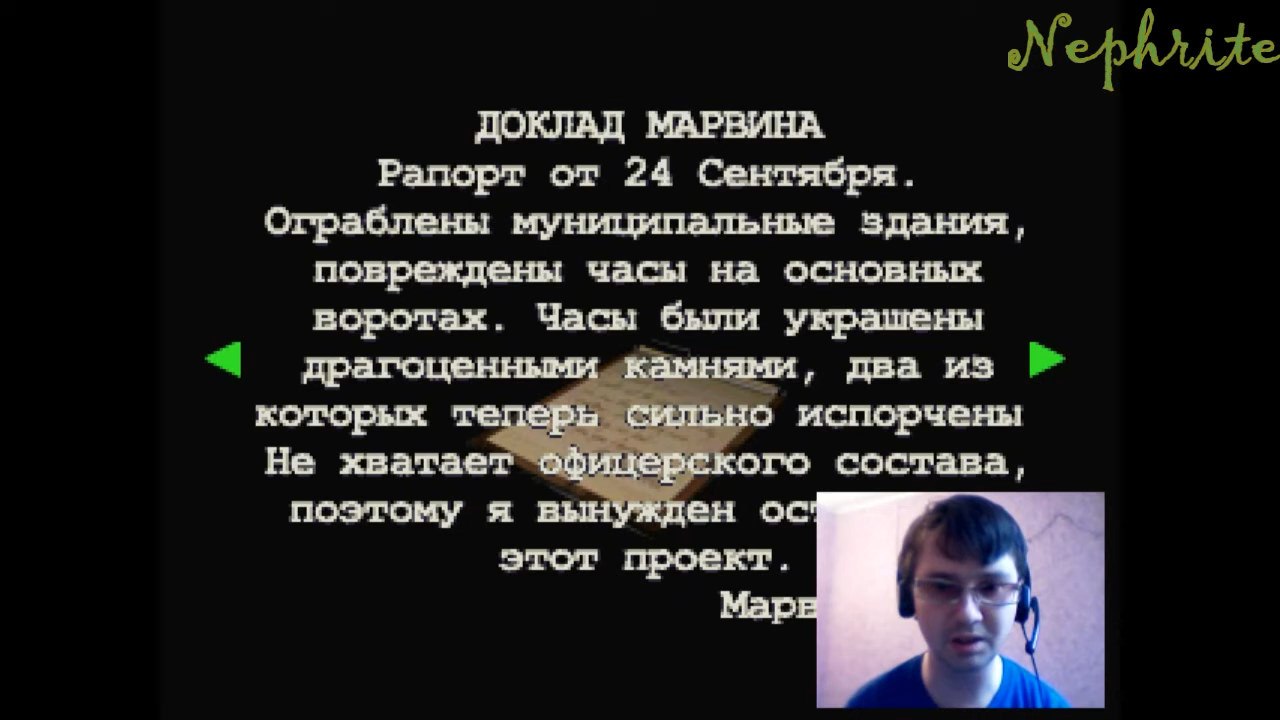 Nephrite
ДОКЛАД МАРВИНА
Рапорт от 24 Сентября.
Ограблены муниципальные здания,
повреждены часы на основных
воротах. Часы были украшены
драгоценными камнями, два из
которых теперь сильно испорчены
Не хватает офицерского состава,
поэтому я вынужден
этот проект.